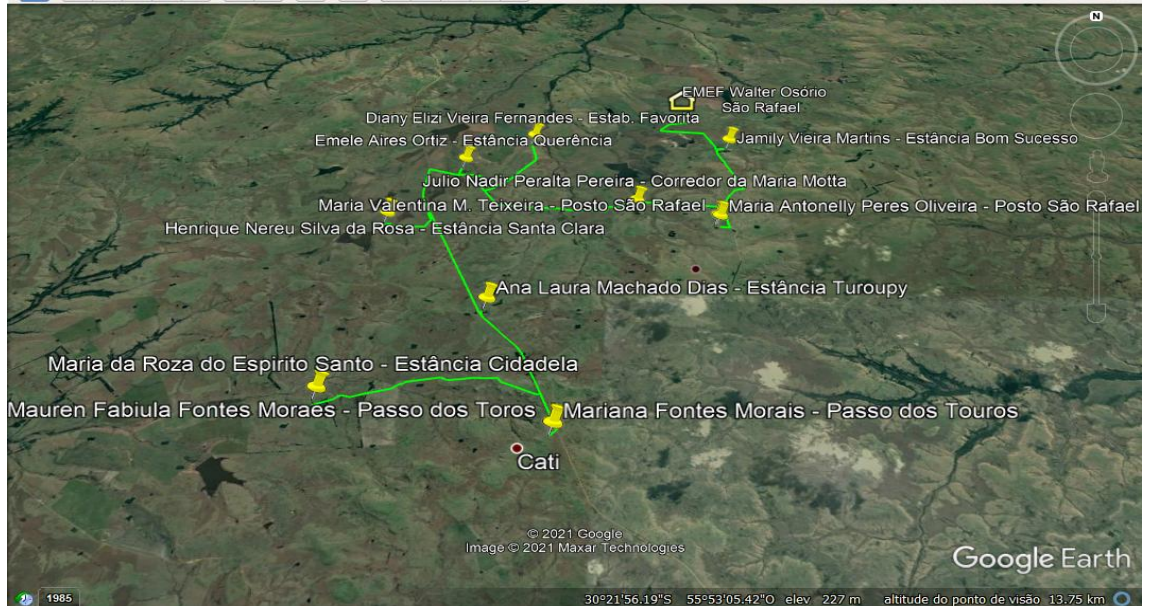 N
EMEF Walter Osório
São Rafael
Diany Elizi Vieira Fernandes - Estab. Favorita
Jamily Vieira Martins - Estância Bom Sucesso
Emele Aires Ortiz - Estância Querência
Julio Nadir Peralta Pereira - Corredor da Maria Motta
Maria Valentina M. Teixeira - Posto São Rafael
Maria Antonelly Peres Oliveira - Posto São Rafael
Henrique Nereu Silva da Rosa - Estância Santa Clara
Ana Laura Machado Dias - Estância Turoupy
Maria da Roza do Espirito Santo - Estância Cidadela
Mauren Fabiula Fontes Moraes - Passo dos Toros
Mariana Fontes Morais - Passo dos Touros
Cati
© 2021 Google
Image © 2021 Maxar Technologies
Google Earth
1985
30°21'56.19"S 55°53'05.42"O elev 227 m altitude do ponto de visão 13.75 km